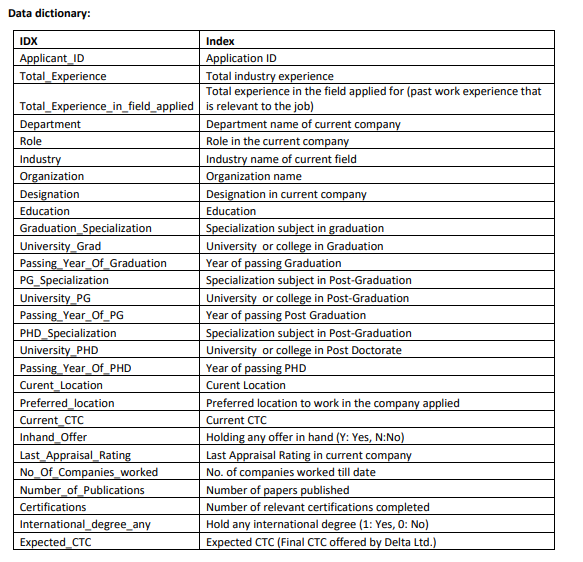 Data dictionary:
IDX Index
Applicant_ID Application ID
Total_Experience Total industry experience
Total experience in the field applied for (past work experience that
Total_Experience_in_field_applied is relevant to the job)
Department Department name of current company
Role Role in the current company
Industry Industry name of current field
Organization Organization name
Designation Designation in current company
Education Education
Graduation_Specialization Specialization subject in graduation
University_Grad University or college in Graduation
Passing_Year_Of_Graduation Year of passing Graduation
PG_Specialization Specialization subject in Post-Graduation
University_PG University or college in Post-Graduation
Passing_Year_Of_PG Year of passing Post Graduation
PHD_Specialization Specialization subject in Post-Graduation
University_PHD University or college in Post Doctorate
Passing_Year_Of_PHD Year of passing PHD
Curent_Location Curent Location
Preferred_location Preferred location to work in the company applied
Current_CTC Current CTC
Inhand_Offer Holding any offer in hand (Y: Yes, N:No)
Last_Appraisal_Rating Last Appraisal Rating in current company
No_Of_Companies_worked No. of companies worked till date
Number_of_Publications Number of papers published
Certifications Number of relevant certifications completed
International_degree_any Hold any international degree (1: Yes, 0: No)
Expected_CTC Expected CTC (Final CTC offered by Delta Ltd.)